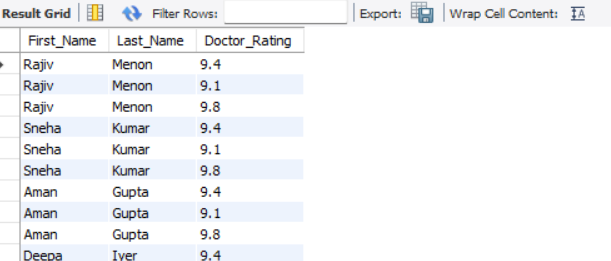 Result Grid Filter Rows: Export: Wrap Cell Content: IA
First_Name Last_Name Doctor_Rating
Rajiv Menon 9.4
Rajiv Menon 9.1
Rajiv Menon 9.8
Sneha Kumar 9.4
Sneha Kumar 9.1
Sneha Kumar 9.8
Aman Gupta 9.4
Aman Gupta 9.1
Aman Gupta 9.8
Deepa Iyer 9.4